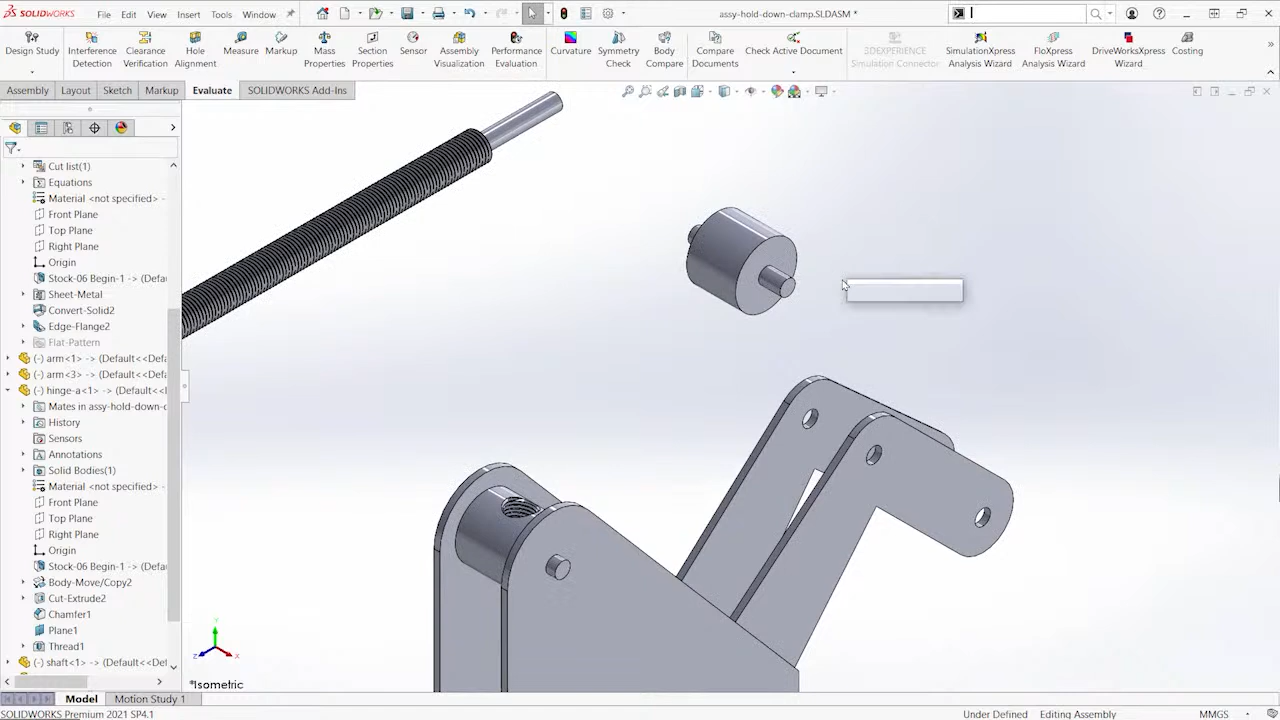 SOLIDWORKS File Edit View Insert Tools Window assy-hold-down-clamp.SLDASM *
Design Study Interference Detection Clearance Verification Hole Alignment Measure Markup Mass Properties Section Properties Sensor Assembly Visualization Performance Evaluation Curvature Symmetry Check Body Compare Compare Documents Check Active Document 3DEXPERIENCE Simulation Connector SimulationXpress Analysis Wizard FloXpress Analysis Wizard DriveWorksXpress Wizard Costing
Assembly Layout Sketch Markup Evaluate SOLIDWORKS Add-Ins
Cut list(1)
Equations
Material <not specified>
Front Plane
Top Plane
Right Plane
Origin
Stock-06 Begin-1 -> (Defau
Sheet-Metal
Convert-Solid2
Edge-Flange2
Flat-Pattern
(-) arm<1> -> (Default<<Def
(-) arm<3> -> (Default<<Def
(-) hinge-a<1> -> (Default<<
Mates in assy-hold-down-c
History
Sensors
Annotations
Solid Bodies(1)
Material <not specified>
Front Plane
Top Plane
Right Plane
Origin
Stock-06 Begin-1 -> (Defau
Body-Move/Copy2
Cut-Extrude2
Chamfer1
Plane1
Thread1
(-) shaft<1> -> (Default<<Def
Y
Z X
*Isometric
Model Motion Study 1
SOLIDWORKS Premium 2021 SP4.1 Under Defined Editing Assembly MMGS